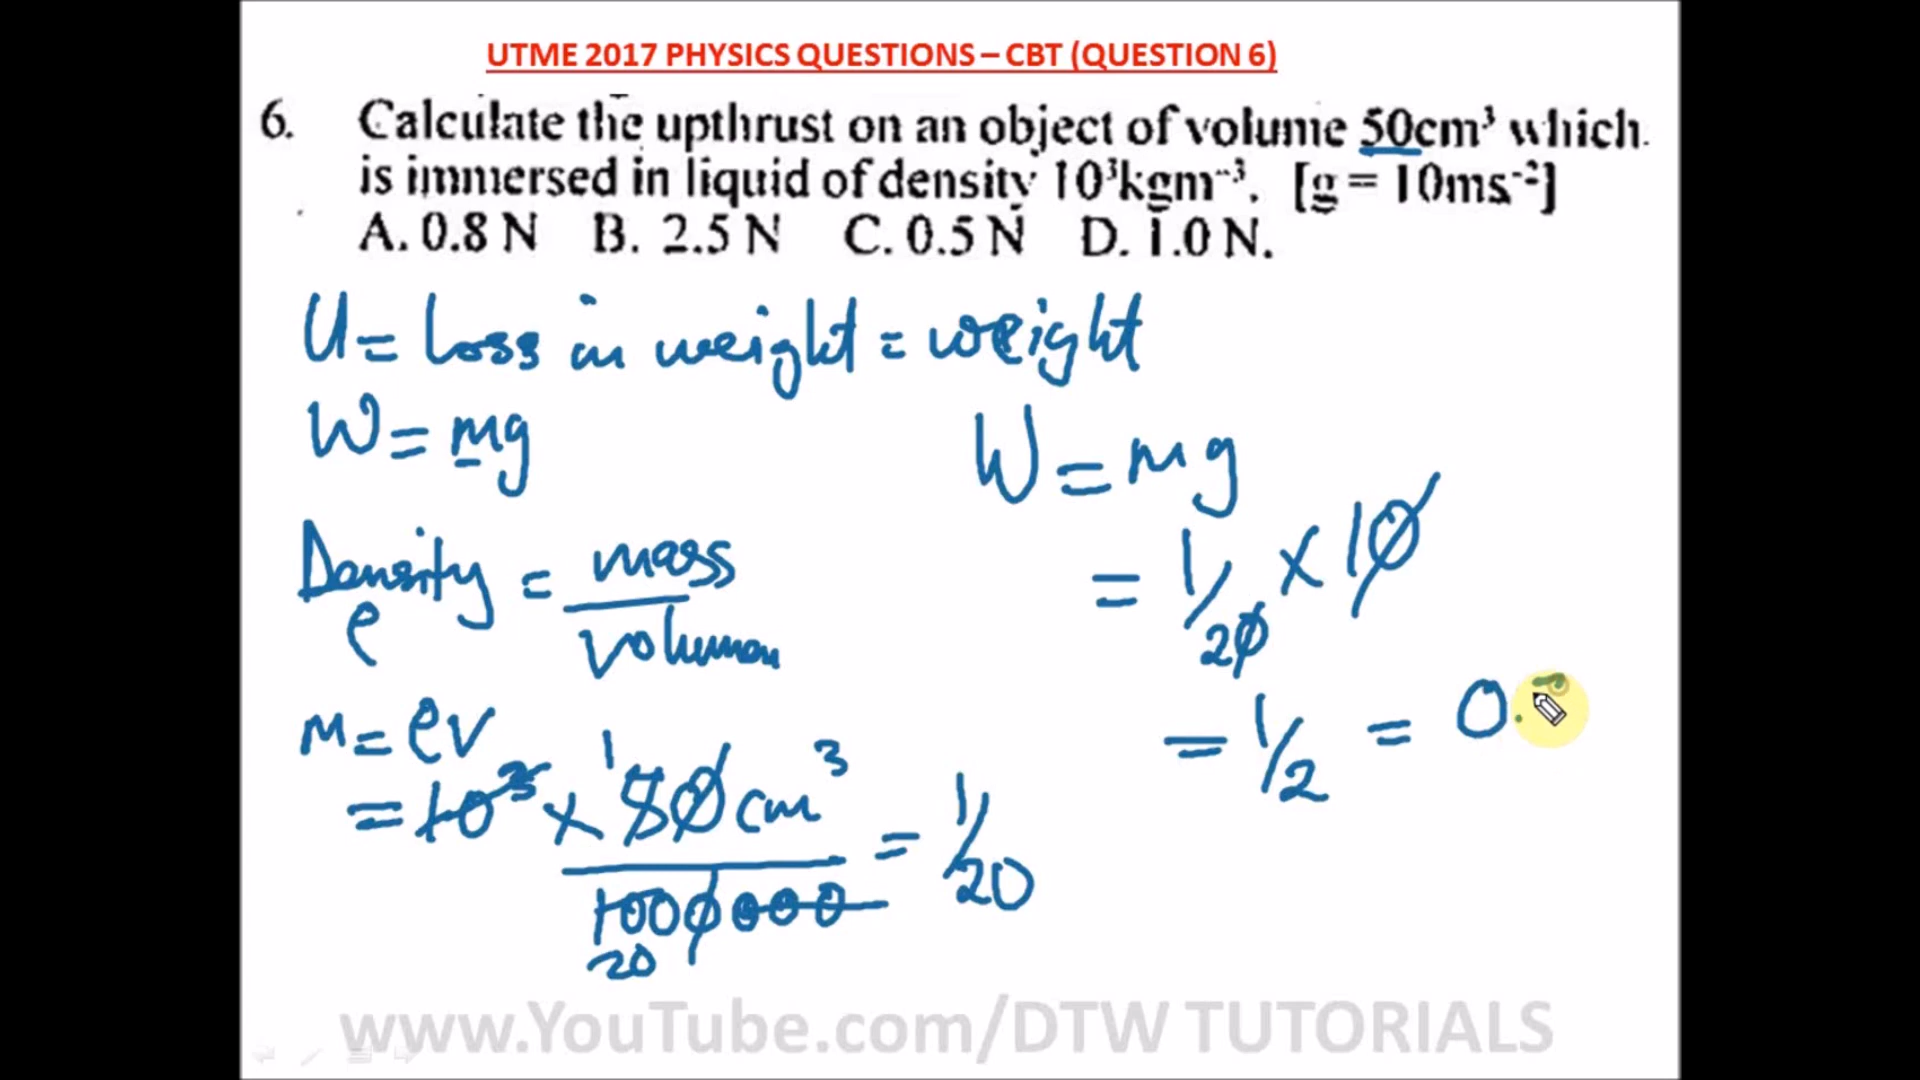 UTME 2017 PHYSICS QUESTIONS – CBT (QUESTION 6)
6. Calculate the upthrust on an object of volume 50cm³ which
is immersed in liquid of density 10³kgm⁻³. [g = 10ms⁻²]
A. 0.8 N B. 2.5 N C. 0.5 N D. 1.0 N.
U = Loss in weight = weight
W = mg
Density = mass / volume
ρ
M = ρv
= 10³ × 50cm³ / 1000000 = 1/20
1
20
W = mg
= 1/20 × 10
= 1/2 = 0.
www.YouTube.com/DTW TUTORIALS